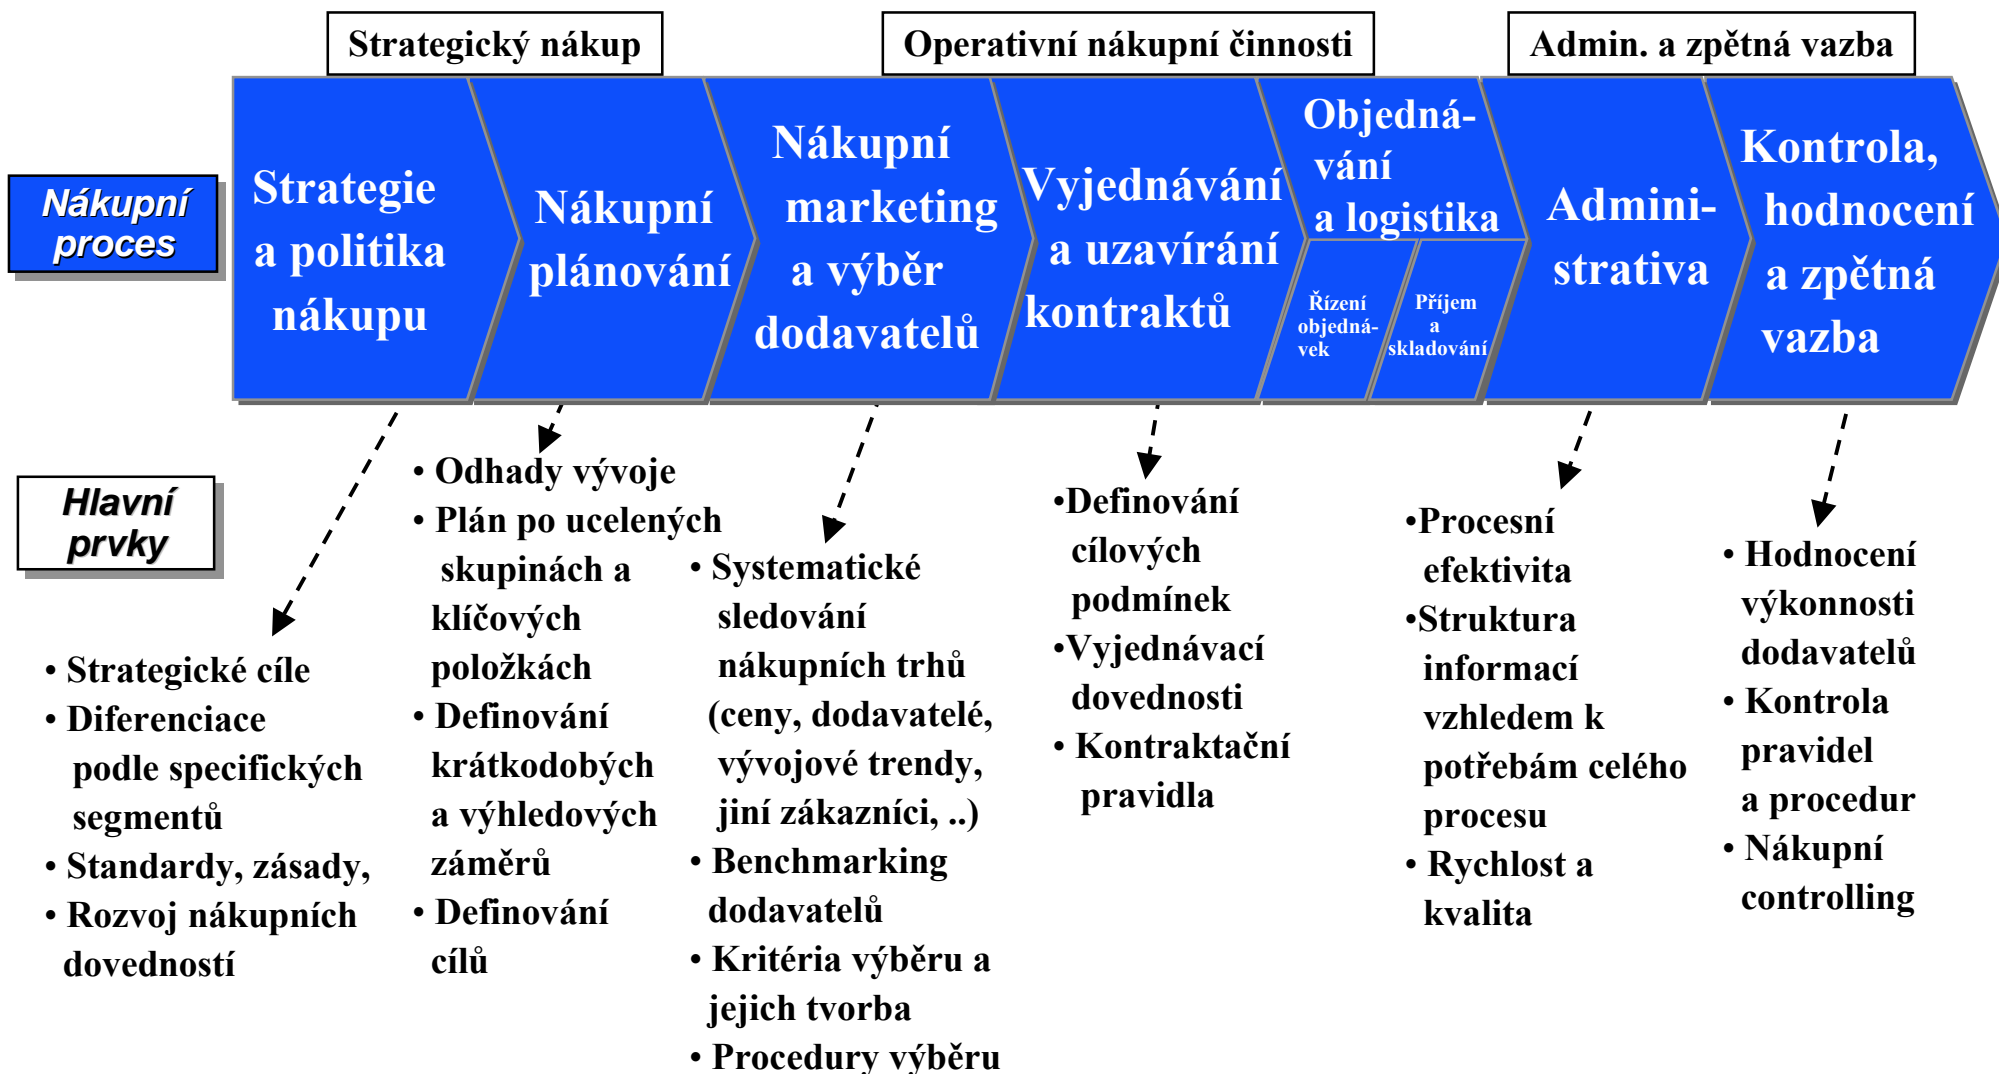 Strategický nákup
Operativní nákupní činnosti
Admin. a zpětná vazba
Nákupní
proces
Strategie
a politika
nákupu
Nákupní
plánování
Nákupní
marketing
a výběr
dodavatelů
Vyjednávání
a uzavírání
kontraktů
Objedná-
vání
a logistika
Řízení
objedná-
vek
Příjem
a
skladování
Admini-
strativa
Kontrola,
hodnocení
a zpětná
vazba
Hlavní
prvky
• Strategické cíle
• Diferenciace
podle specifických
segmentů
• Standardy, zásady,
• Rozvoj nákupních
dovedností
• Odhady vývoje
• Plán po ucelených
skupinách a
klíčových
položkách
• Definování
krátkodobých
a výhledových
záměrů
• Definování
cílů
• Systematické
sledování
nákupních trhů
(ceny, dodavatelé,
vývojové trendy,
jiní zákazníci, ..)
• Benchmarking
dodavatelů
• Kritéria výběru a
jejich tvorba
• Procedury výběru
•Definování
cílových
podmínek
•Vyjednávací
dovednosti
• Kontraktační
pravidla
•Procesní
efektivita
•Struktura
informací
vzhledem k
potřebám celého
procesu
• Rychlost a
kvalita
• Hodnocení
výkonnosti
dodavatelů
• Kontrola
pravidel
a procedur
• Nákupní
controlling